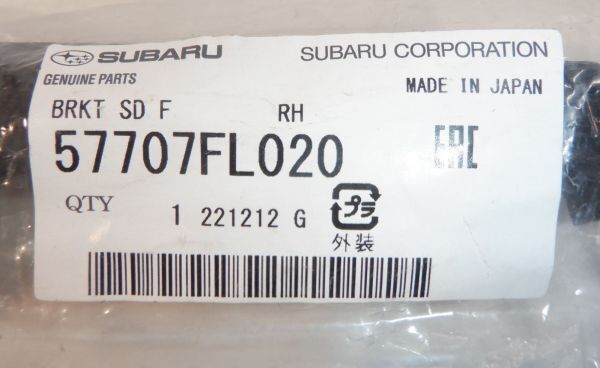 SUBARU SUBARU CORPORATION
GENUINE PARTS MADE IN JAPAN
BRKT SD F RH
57707FL020 EAC
QTY 1 221212 G プラ
外装